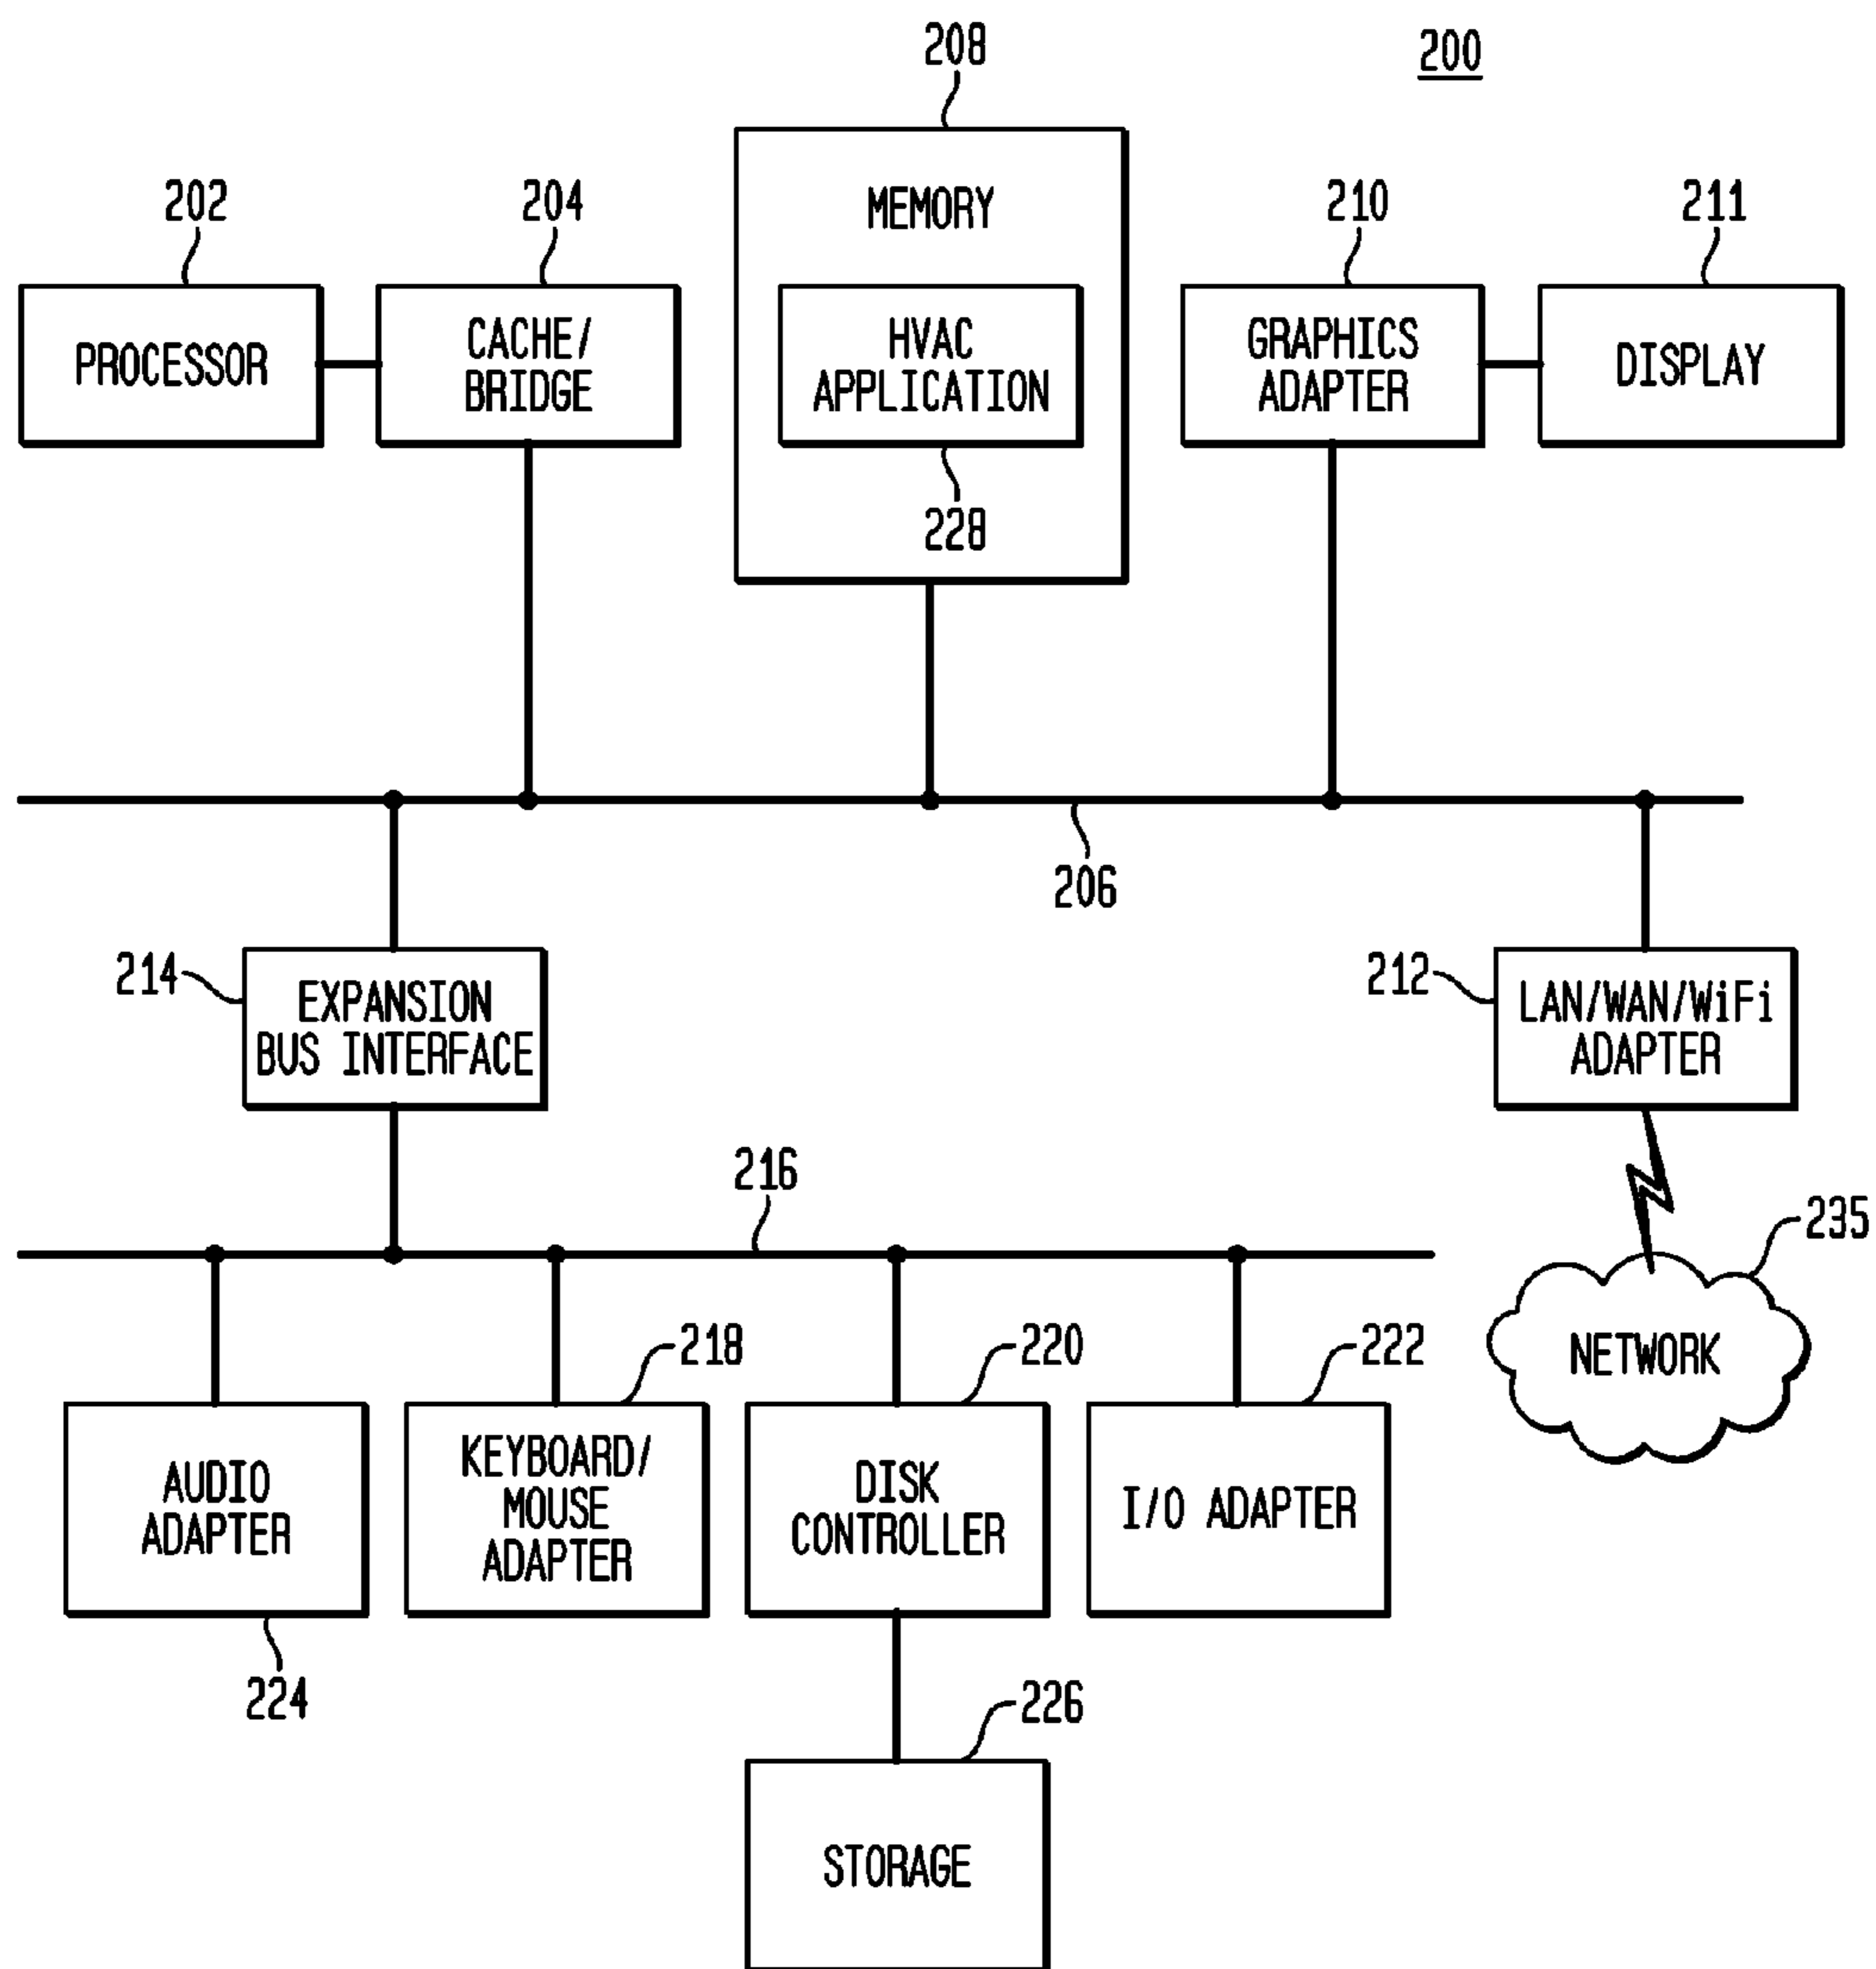 208
200
202
204
MEMORY
210
211
PROCESSOR
CACHE/
BRIDGE
HVAC
APPLICATION
GRAPHICS
ADAPTER
DISPLAY
228
206
214
EXPANSION
BUS INTERFACE
212
LAN/WAN/WiFi
ADAPTER
216
235
218
220
222
NETWORK
AUDIO
ADAPTER
KEYBOARD/
MOUSE
ADAPTER
DISK
CONTROLLER
I/O ADAPTER
224
226
STORAGE